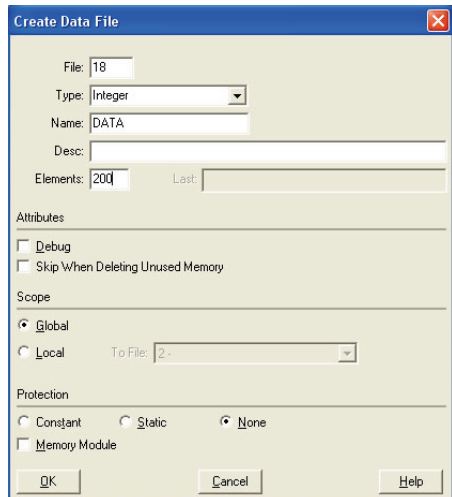 Create Data File
File: 18
Type: Integer
Name: DATA
Desc:
Elements: 200 Last:
Attributes
Debug
Skip When Deleting Unused Memory
Scope
Global
Local To File: 2 -
Protection
Constant Static None
Memory Module
OK Cancel Help